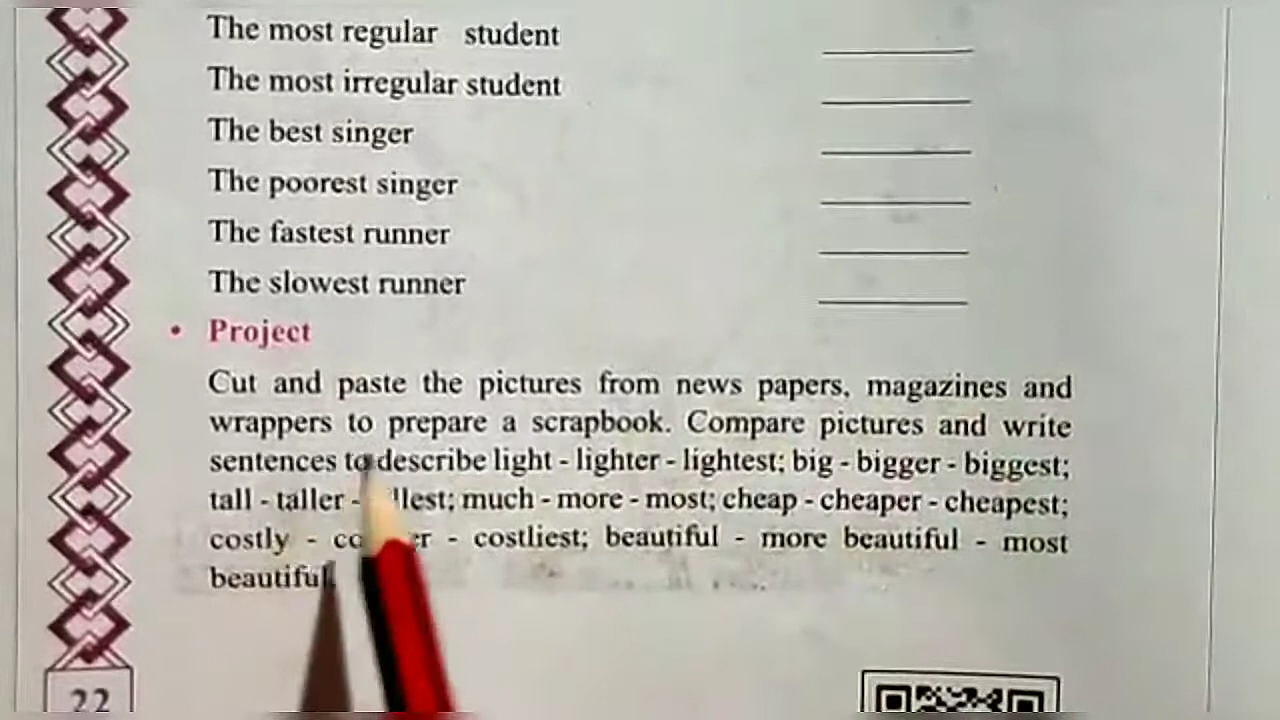 The most regular student
The most irregular student
The best singer
The poorest singer
The fastest runner
The slowest runner
• Project
Cut and paste the pictures from news papers, magazines and
wrappers to prepare a scrapbook. Compare pictures and write
sentences to describe light - lighter - lightest; big - bigger - biggest;
tall - taller - llest; much - more - most; cheap - cheaper - cheapest;
costly - co er - costliest; beautiful - more beautiful - most
beautiful.
22